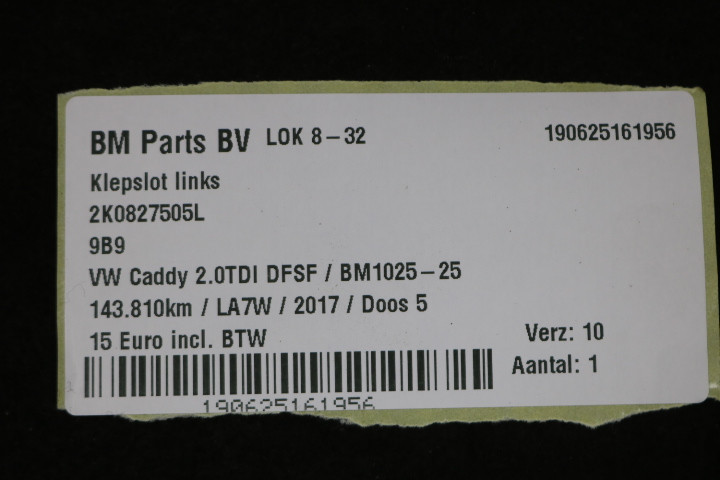 BM Parts BV LOK 8-32 190625161956
Klepslot links
2K0827505L
9B9
VW Caddy 2.0TDI DFSF / BM1025-25
143.810km / LA7W / 2017 / Doos 5
15 Euro incl. BTW Verz: 10
Aantal: 1
190625161956